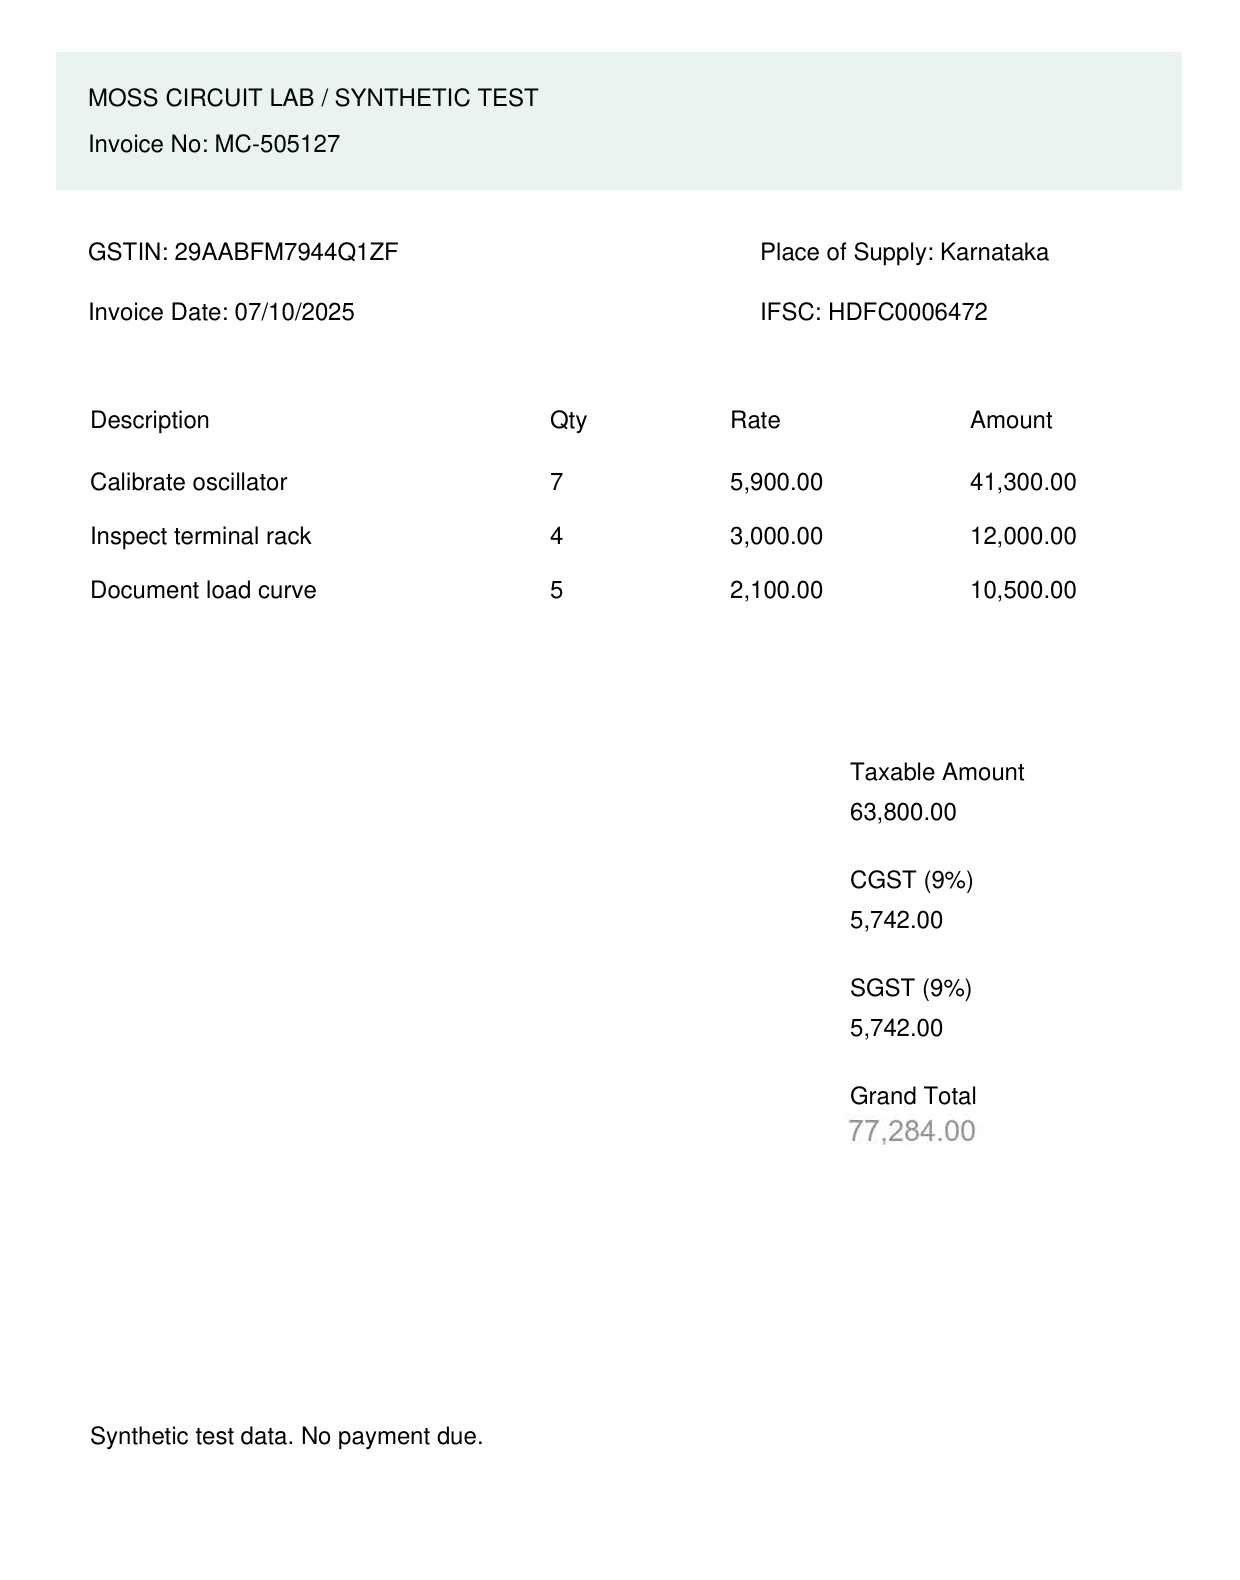 MOSS CIRCUIT LAB / SYNTHETIC TEST
Invoice No: MC-505127
GSTIN: 29AABFM7944Q1ZF Place of Supply: Karnataka
Invoice Date: 07/10/2025 IFSC: HDFC0006472
Description Qty Rate Amount
Calibrate oscillator 7 5,900.00 41,300.00
Inspect terminal rack 4 3,000.00 12,000.00
Document load curve 5 2,100.00 10,500.00
Taxable Amount
63,800.00
CGST (9%)
5,742.00
SGST (9%)
5,742.00
Grand Total
77,284.00
Synthetic test data. No payment due.